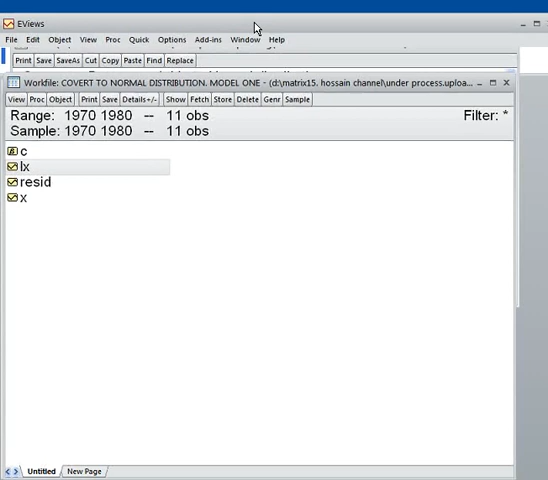 EViews
File Edit Object View Proc Quick Options Add-ins Window Help
Print Save SaveAs Cut Copy Paste Find Replace
Workfile: COVERT TO NORMAL DISTRIBUTION. MODEL ONE - (d:\matrix15. hossain channel\under process.uploa...
View Proc Object Print Save Details+/- Show Fetch Store Delete Genr Sample
Range: 1970 1980 -- 11 obs Filter: *
Sample: 1970 1980 -- 11 obs
c
lx
resid
x
Untitled New Page